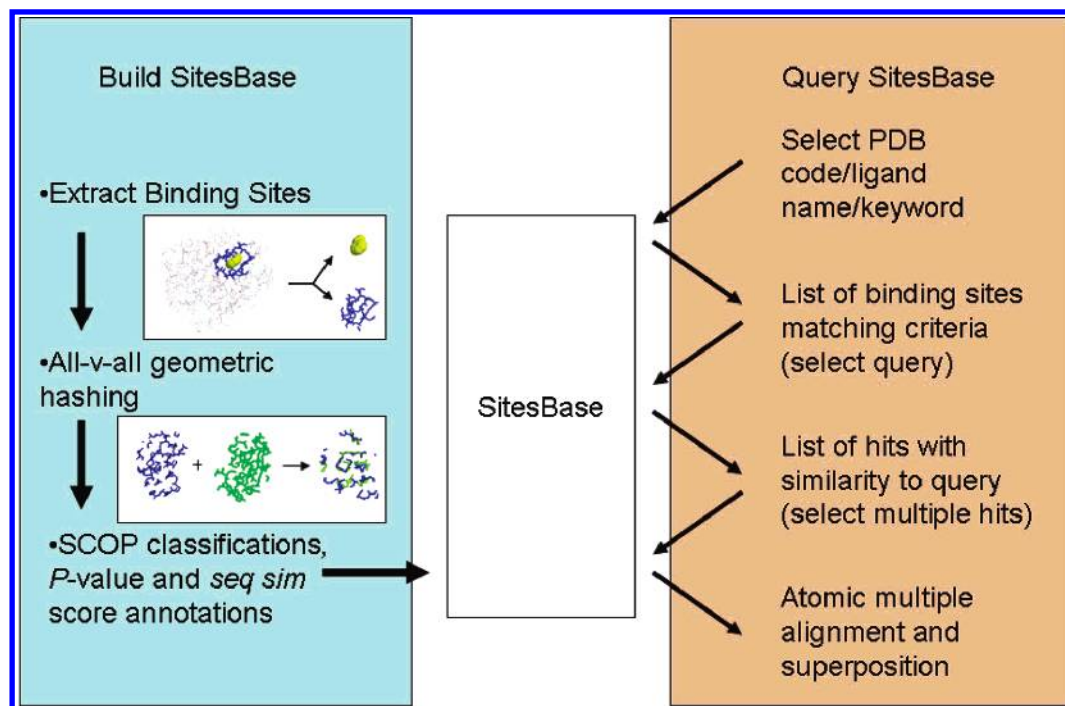 Build SitesBase
•Extract Binding Sites
•All-v-all geometric
hashing
+
•SCOP classifications,
P-value and seq sim
score annotations
SitesBase
Query SitesBase
Select PDB
code/ligand
name/keyword
List of binding sites
matching criteria
(select query)
List of hits with
similarity to query
(select multiple hits)
Atomic multiple
alignment and
superposition